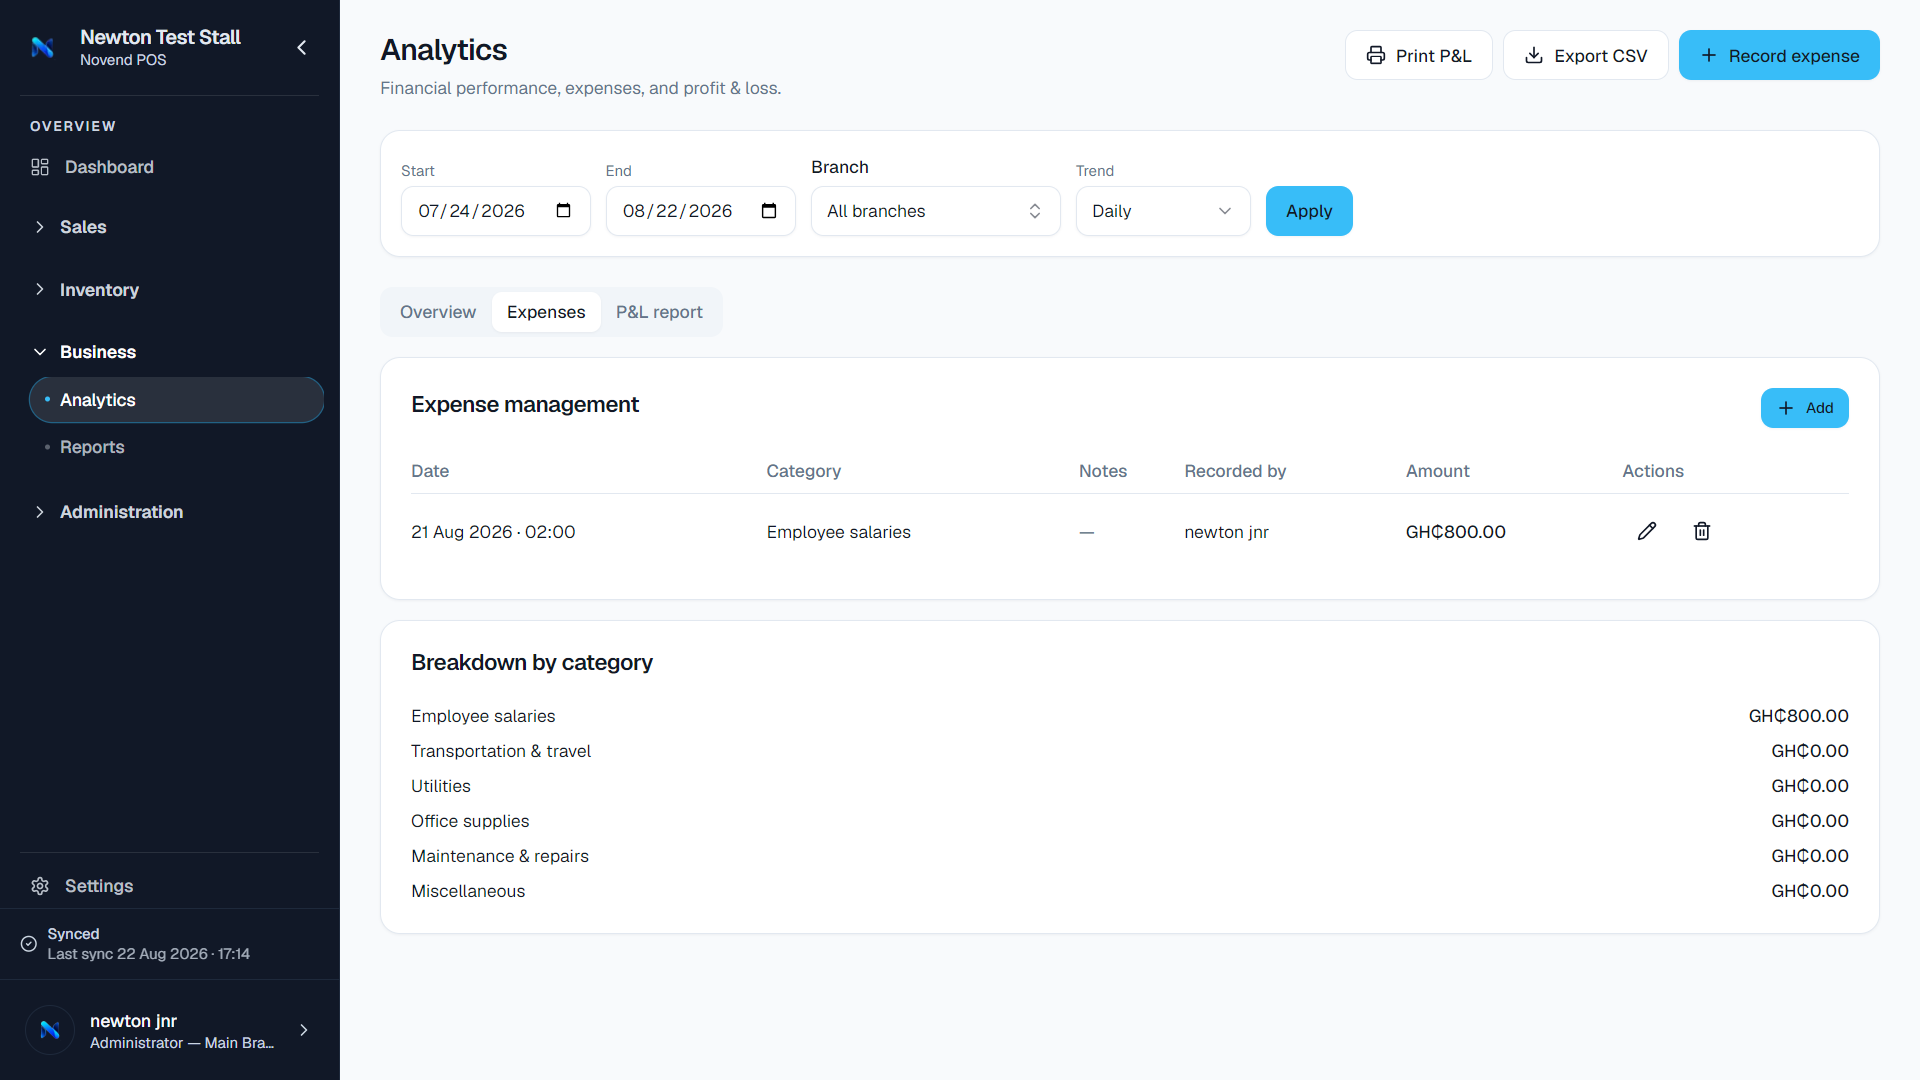 Newton Test Stall
Novend POS
OVERVIEW
Dashboard
Sales
Inventory
Business
Analytics
Reports
Administration
Settings
Synced
Last sync 22 Aug 2026 · 17:14
newton jnr
Administrator — Main Bra...
Analytics
Financial performance, expenses, and profit & loss.
Print P&L
Export CSV
Record expense
Start
End
Branch
Trend
07/24/2026
08/22/2026
All branches
Daily
Apply
Overview
Expenses
P&L report
Expense management
Add
Date Category Notes Recorded by Amount Actions
21 Aug 2026 · 02:00 Employee salaries — newton jnr GH₵800.00
Breakdown by category
Employee salaries GH₵800.00
Transportation & travel GH₵0.00
Utilities GH₵0.00
Office supplies GH₵0.00
Maintenance & repairs GH₵0.00
Miscellaneous GH₵0.00